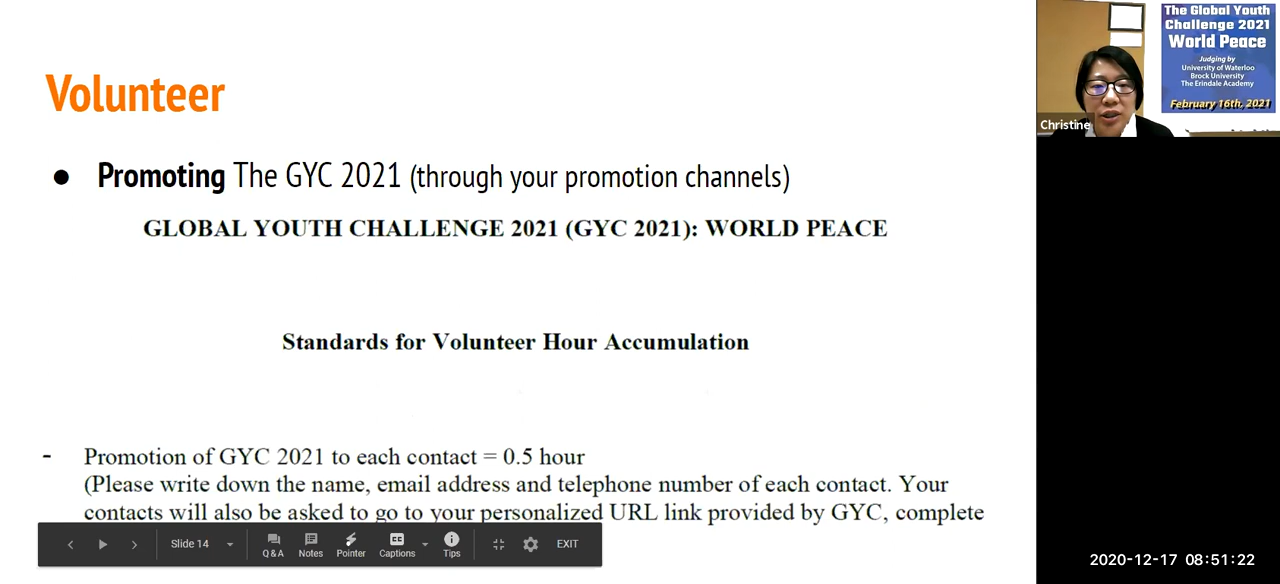 Volunteer
● Promoting The GYC 2021 (through your promotion channels)
GLOBAL YOUTH CHALLENGE 2021 (GYC 2021): WORLD PEACE
Standards for Volunteer Hour Accumulation
- Promotion of GYC 2021 to each contact = 0.5 hour
(Please write down the name, email address and telephone number of each contact. Your
contacts will also be asked to go to your personalized URL link provided by GYC, complete
Slide 14
Q&A
Notes
Pointer
Captions
CC
Tips
EXIT
The Global Youth
Challenge 2021
World Peace
Judging by
University of Waterloo
Brock University
The Erindale Academy
February 16th, 2021
Christine
2020-12-17 08:51:22